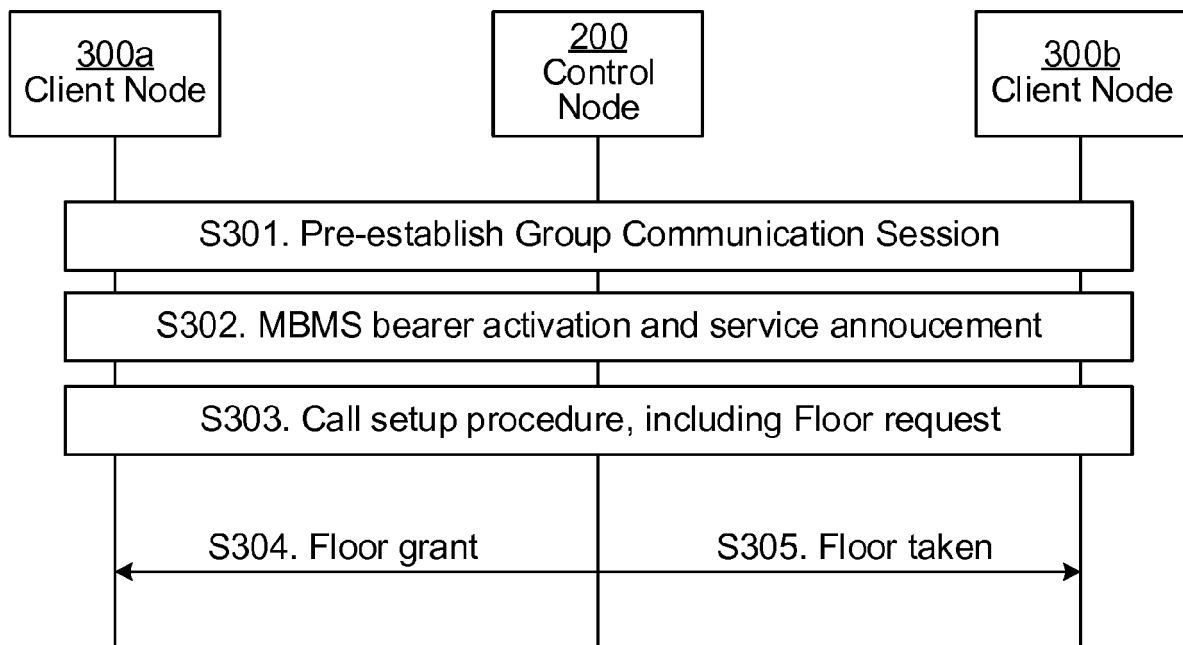 300a
Client Node
200
Control
Node
300b
Client Node
S301. Pre-establish Group Communication Session
S302. MBMS bearer activation and service annoucement
S303. Call setup procedure, including Floor request
S304. Floor grant
S305. Floor taken